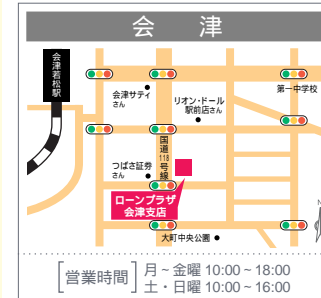 会津
会津若松駅
会津サティさん
リオン・ドール
駅前店さん
第一中学校
国道118号線
つばさ証券
さん
ローンプラザ
会津支店
大町中央公園
N
営業時間
月~金曜 10:00~18:00
土・日曜 10:00~16:00